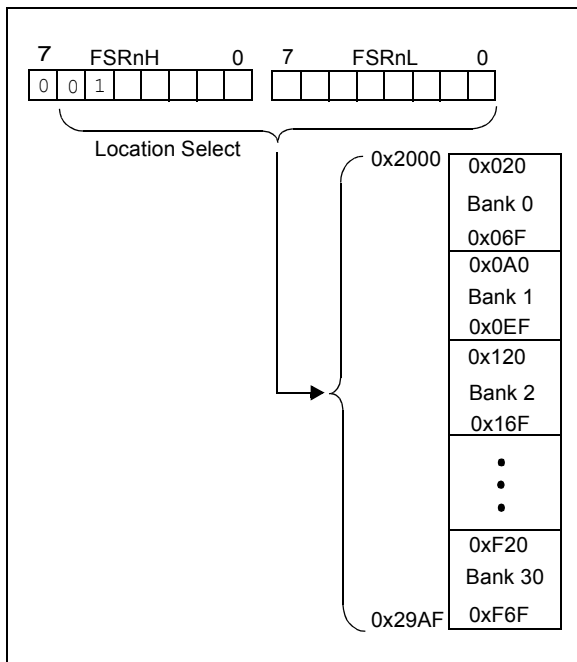 7 FSRnH 0 7 FSRnL 0
0 0 1
Location Select
0x2000
0x020
Bank 0
0x06F
0x0A0
Bank 1
0x0EF
0x120
Bank 2
0x16F
0xF20
Bank 30
0xF6F
0x29AF